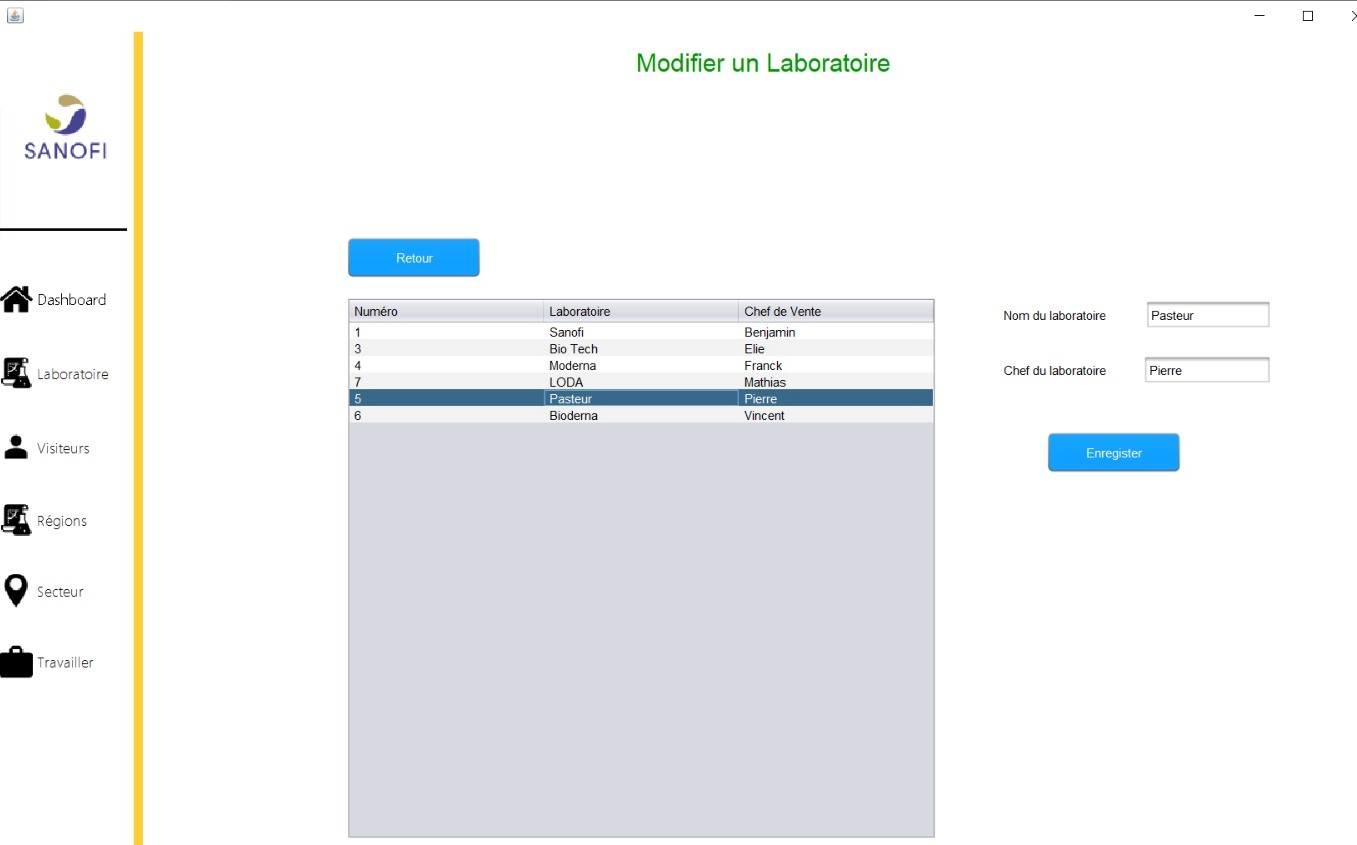 Modifier un Laboratoire
SANOFI
Dashboard
Laboratoire
Visiteurs
Régions
Secteur
Travailler
Retour
Numéro Laboratoire Chef de Vente
1 Sanofi Benjamin
3 Bio Tech Elie
4 Moderna Franck
7 LODA Mathias
5 Pasteur Pierre
6 Bioderna Vincent
Nom du laboratoire Pasteur
Chef du laboratoire Pierre
Enregister